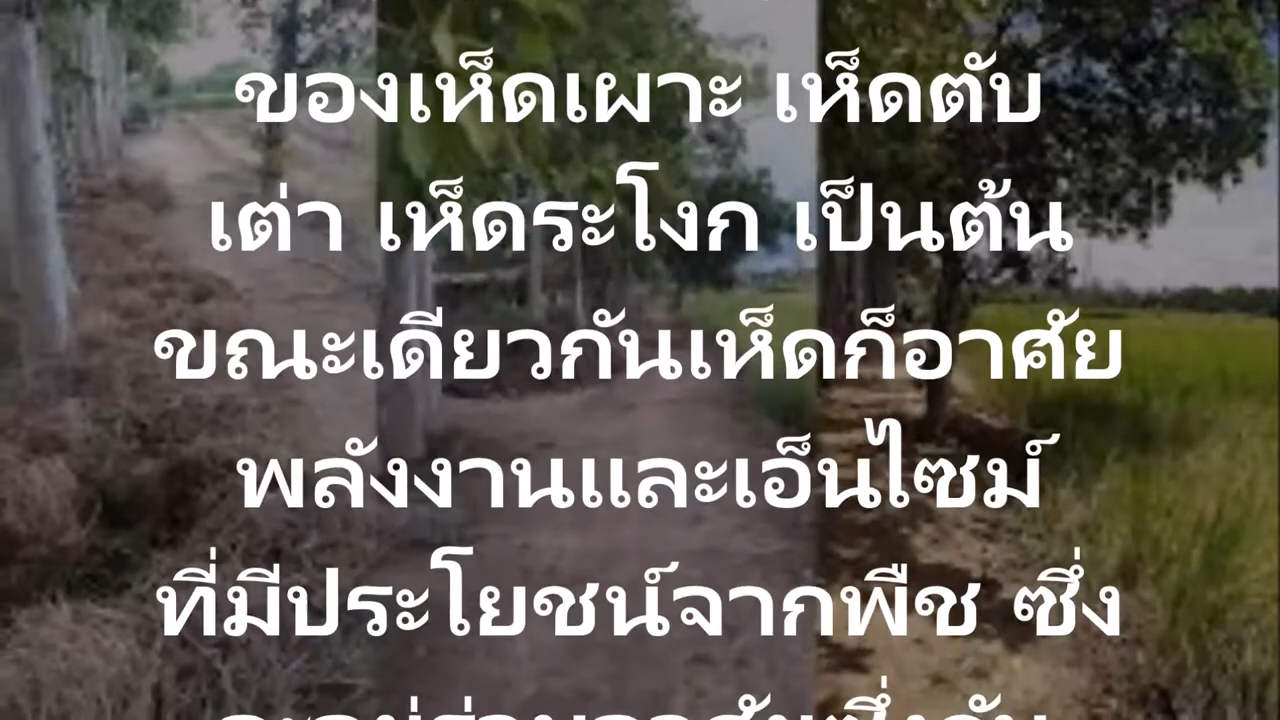 ของเห็ดเผาะ เห็ดตับ
เต่า เห็ดระโงก เป็นต้น
ขณะเดียวกันเห็ดก็อาศัย
พลังงานและเอ็นไซม์
ที่มีประโยชน์จากพืช ซึ่ง